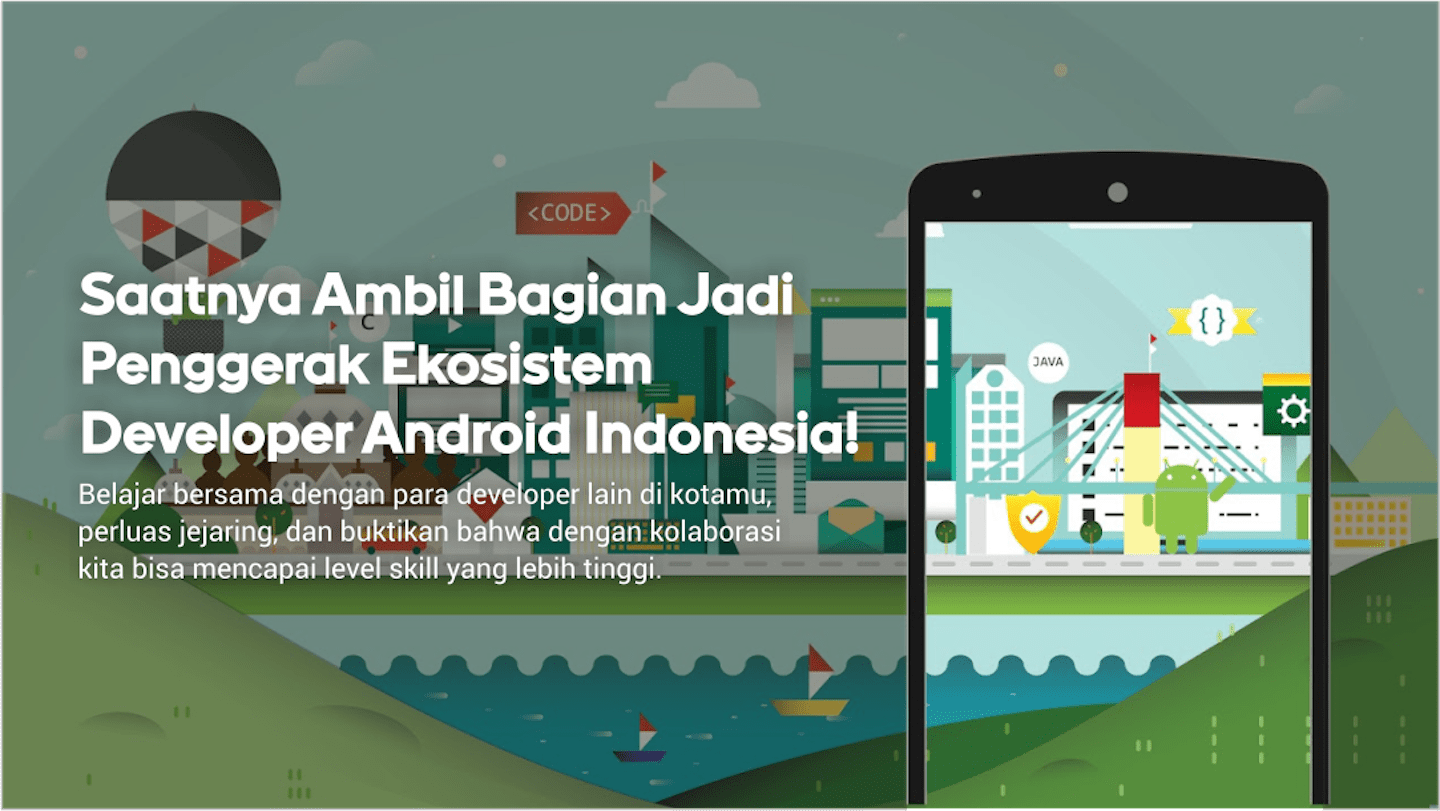 <CODE>
Saatnya Ambil Bagian Jadi
C
Penggerak Ekosistem
Developer Android Indonesia!
Belajar bersama dengan para developer lain di kotamu,
perluas jejaring, dan buktikan bahwa dengan kolaborasi
kita bisa mencapai level skill yang lebih tinggi.
{ }
JAVA